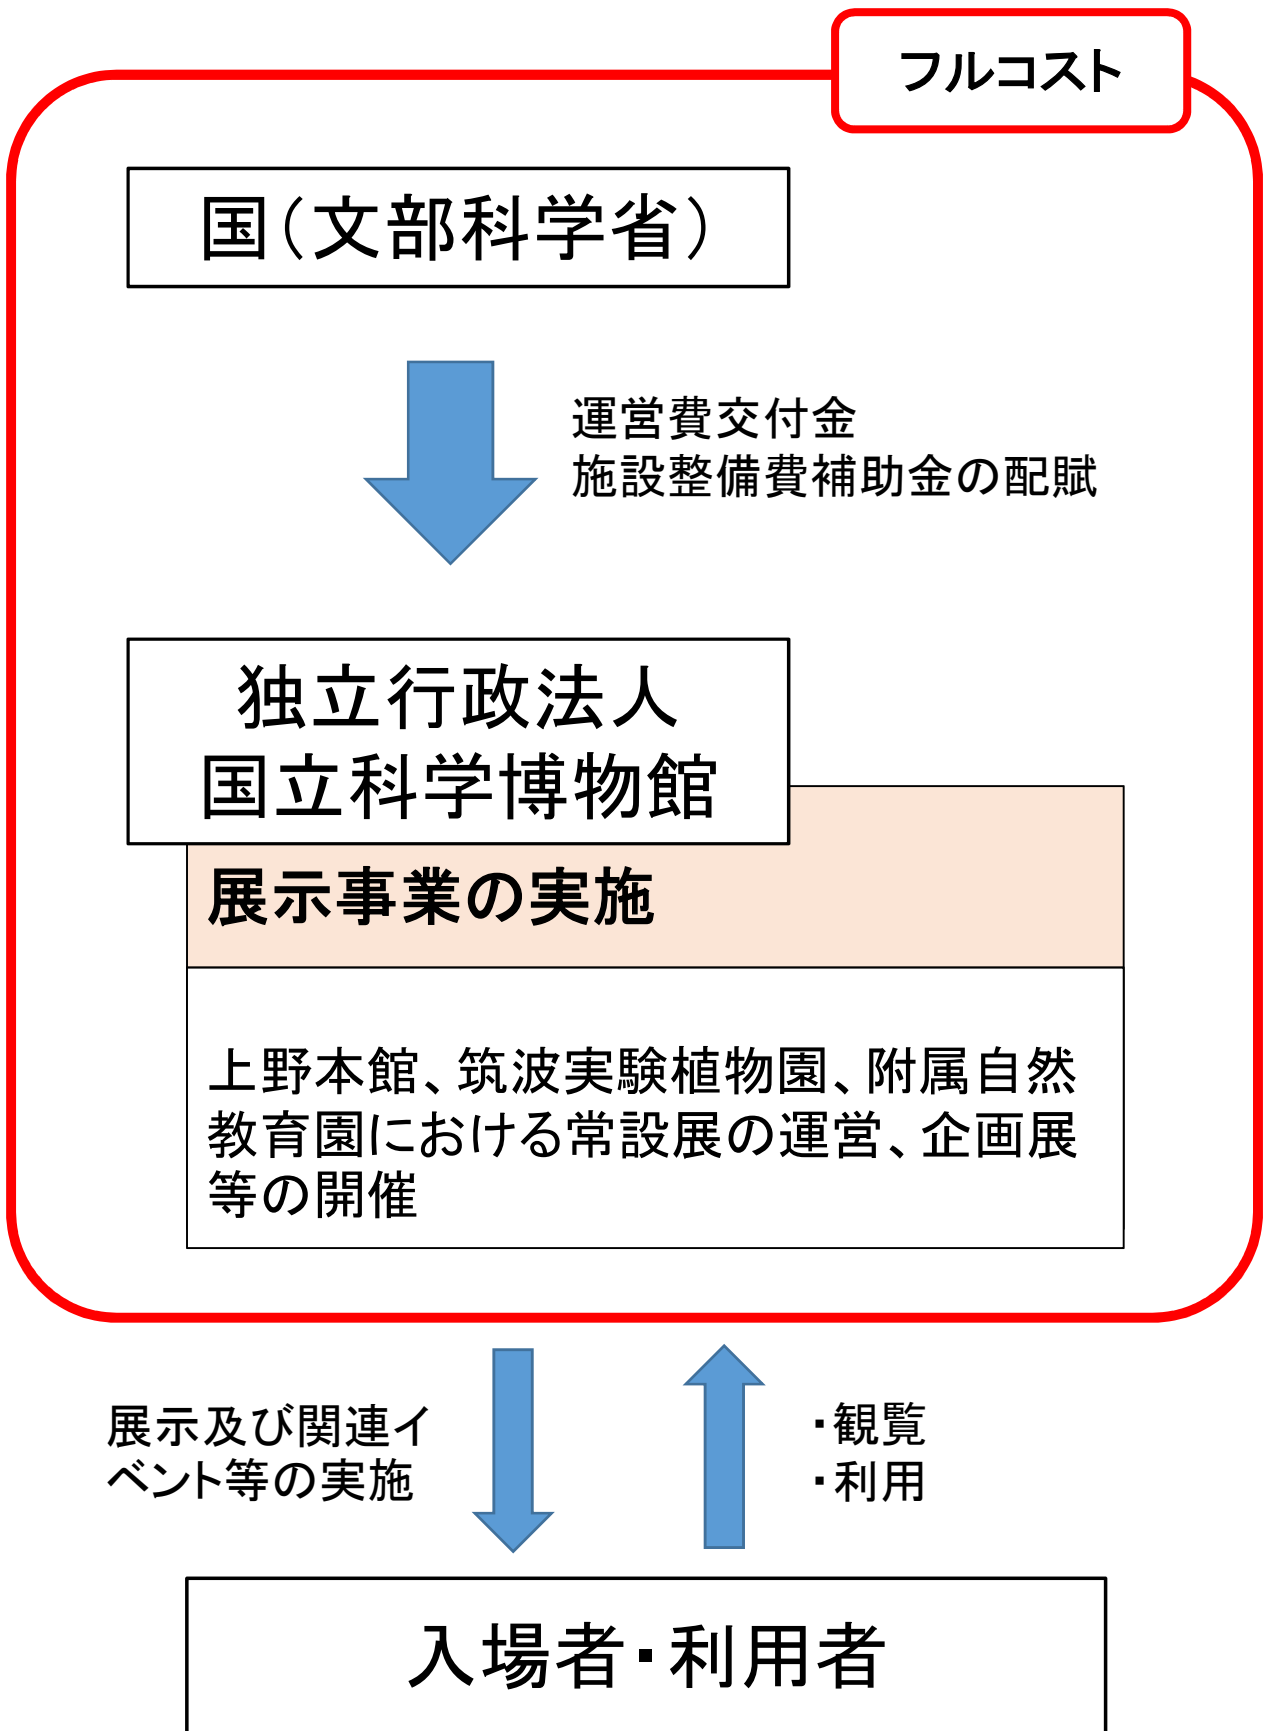 フルコスト
国（文部科学省）
運営費交付金
施設整備費補助金の配賦
独立行政法人
国立科学博物館
展示事業の実施
上野本館、筑波実験植物園、附属自然
教育園における常設展の運営、企画展
等の開催
展示及び関連イ
ベント等の実施
・観覧
・利用
入場者・利用者